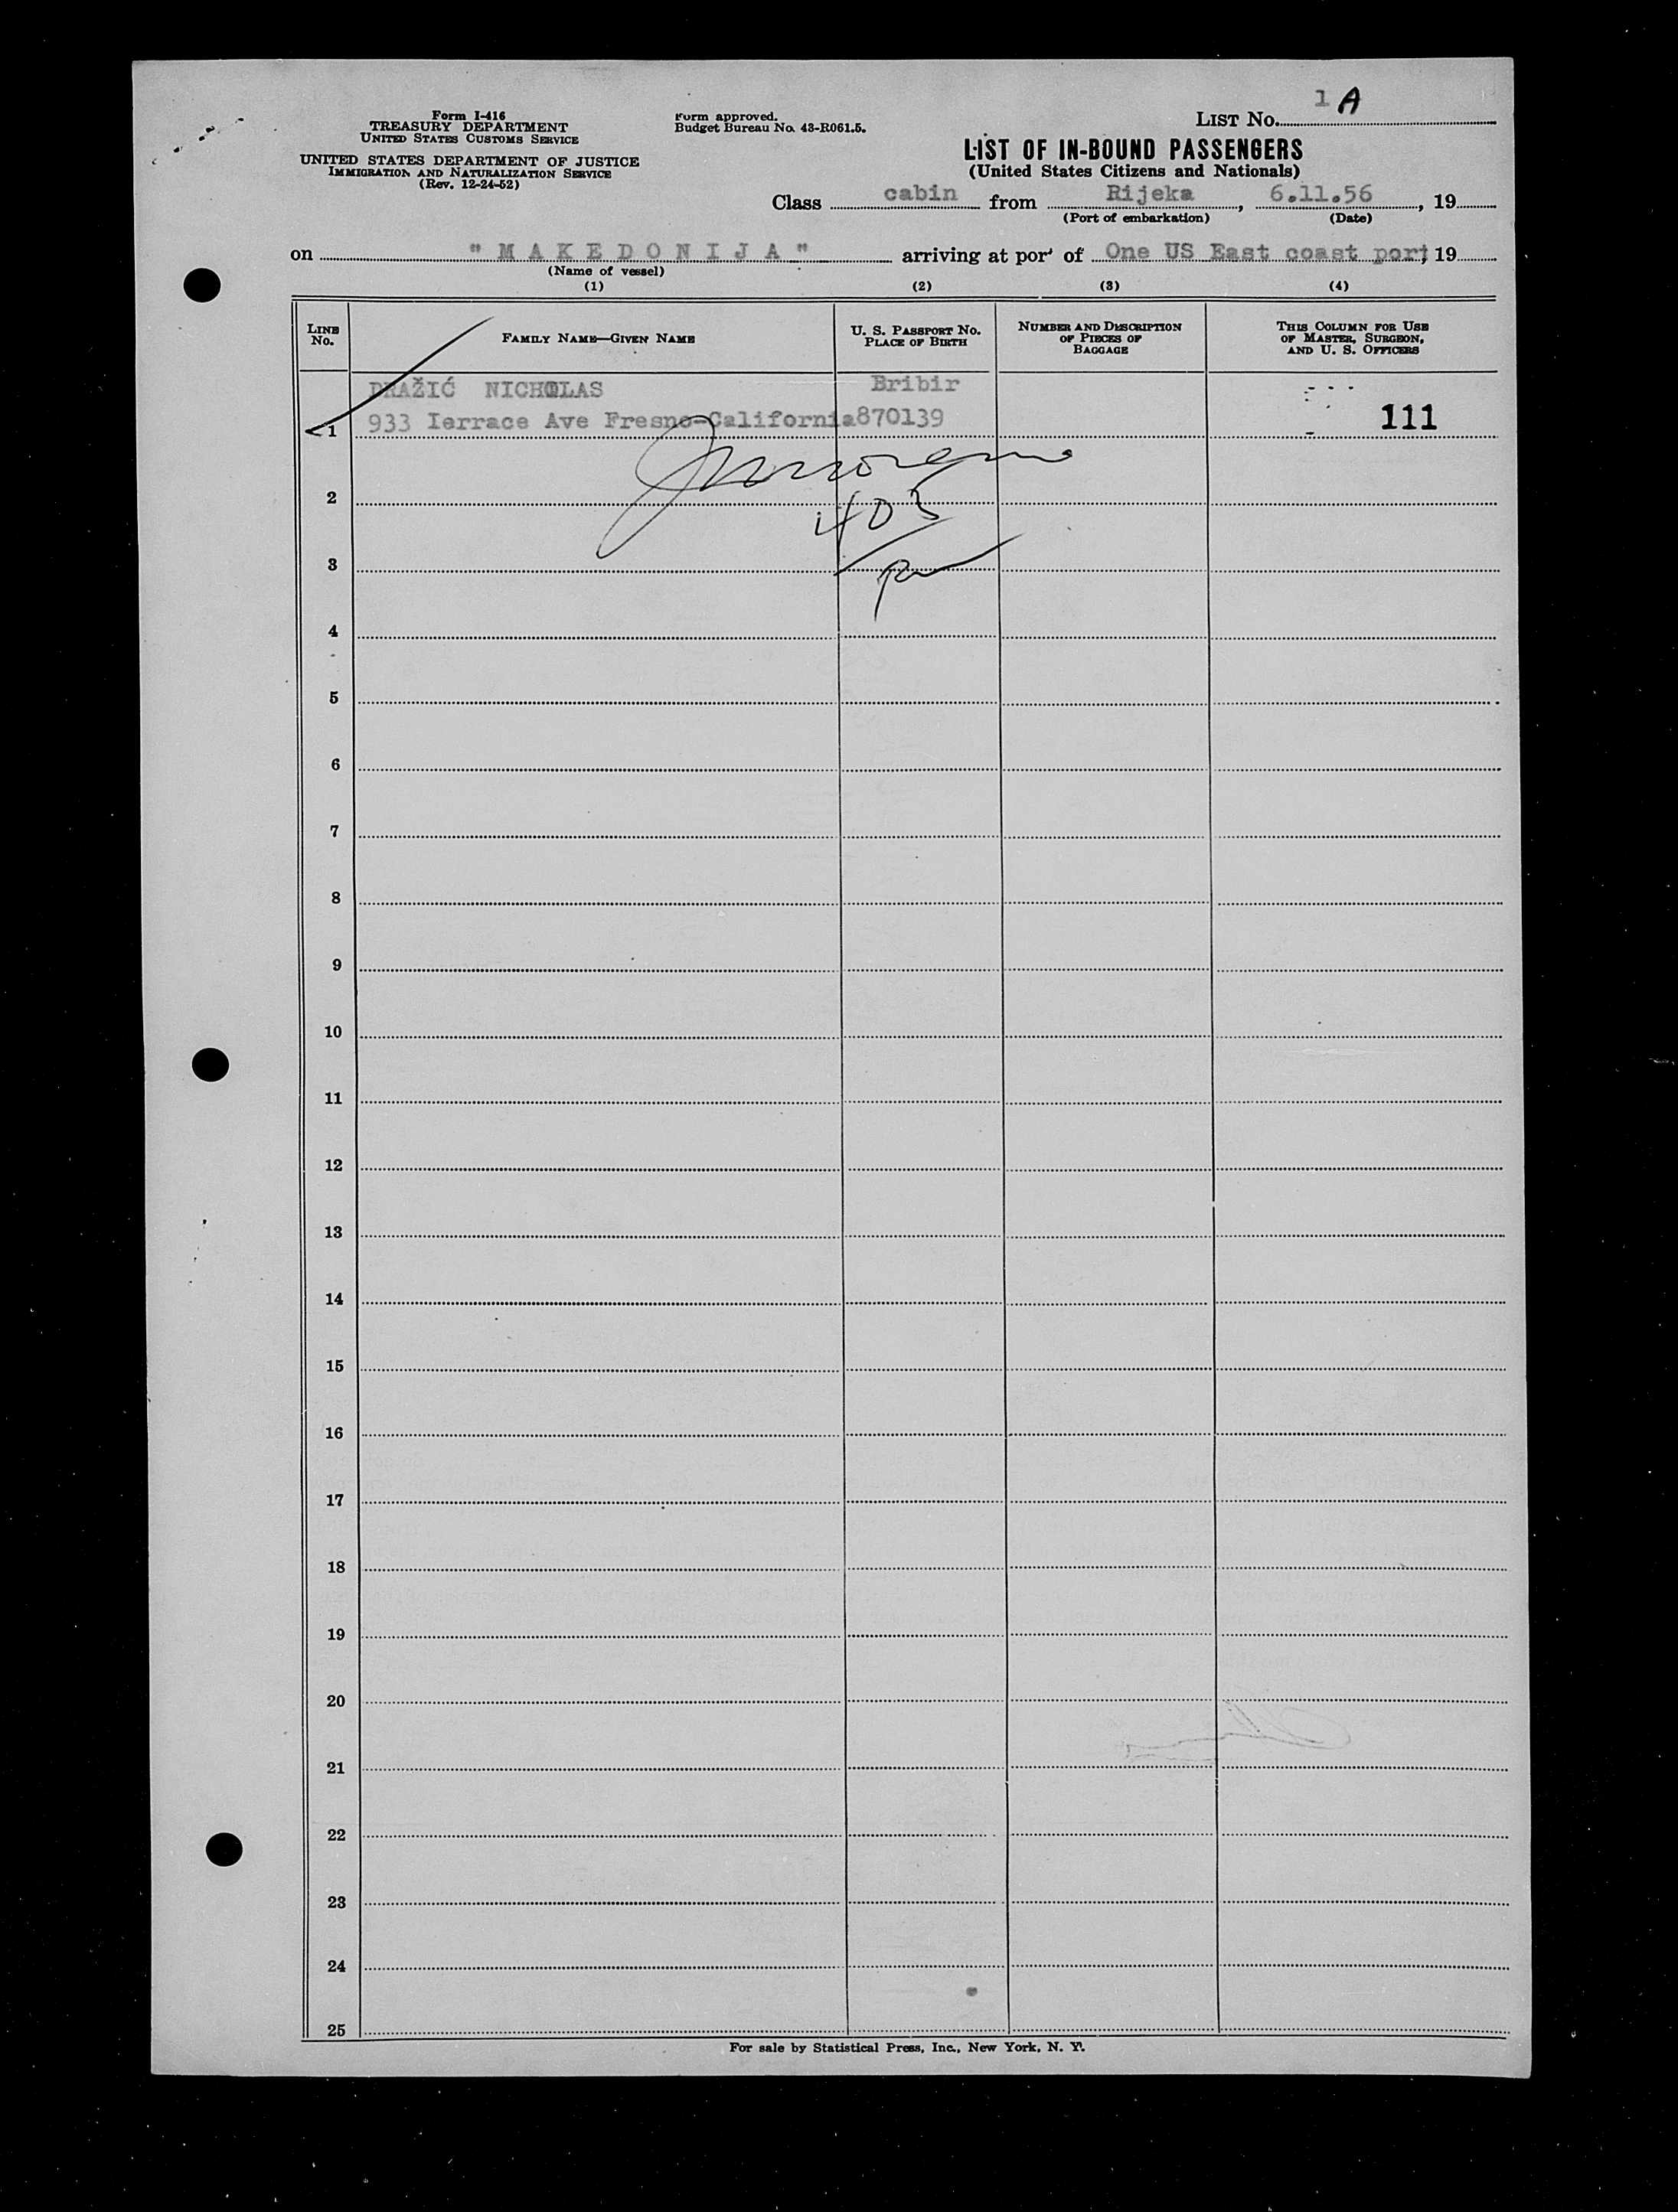 1 A
Form I-416
TREASURY DEPARTMENT
UNITED STATES CUSTOMS SERVICE
UNITED STATES DEPARTMENT OF JUSTICE
IMMIGRATION AND NATURALIZATION SERVICE
(Rev. 12-24-52)
Form approved.
Budget Bureau No. 43-R061.5.
LIST No.
LIST OF IN-BOUND PASSENGERS
(United States Citizens and Nationals)
Class cabin from Rijeka, 6.11.56, 19
(Port of embarkation) (Date)
on "MAKEDONIJA" arriving at port of One US East coast port, 19
(Name of vessel)
(1) (2) (3) (4)
LINE No. FAMILY NAME—GIVEN NAME U. S. PASSPORT No. PLACE OF BIRTH NUMBER AND DESCRIPTION OF PIECES OF BAGGAGE THIS COLUMN FOR USE OF MASTER, SURGEON, AND U. S. OFFICERS
DRAŽIĆ NICHOLAS Bribir
1 933 Ierrace Ave Fresno-California 870139 111
2
403
3
4
5
6
7
8
9
10
11
12
13
14
15
16
17
18
19
20
21
22
23
24
25
For sale by Statistical Press, Inc., New York, N. Y.